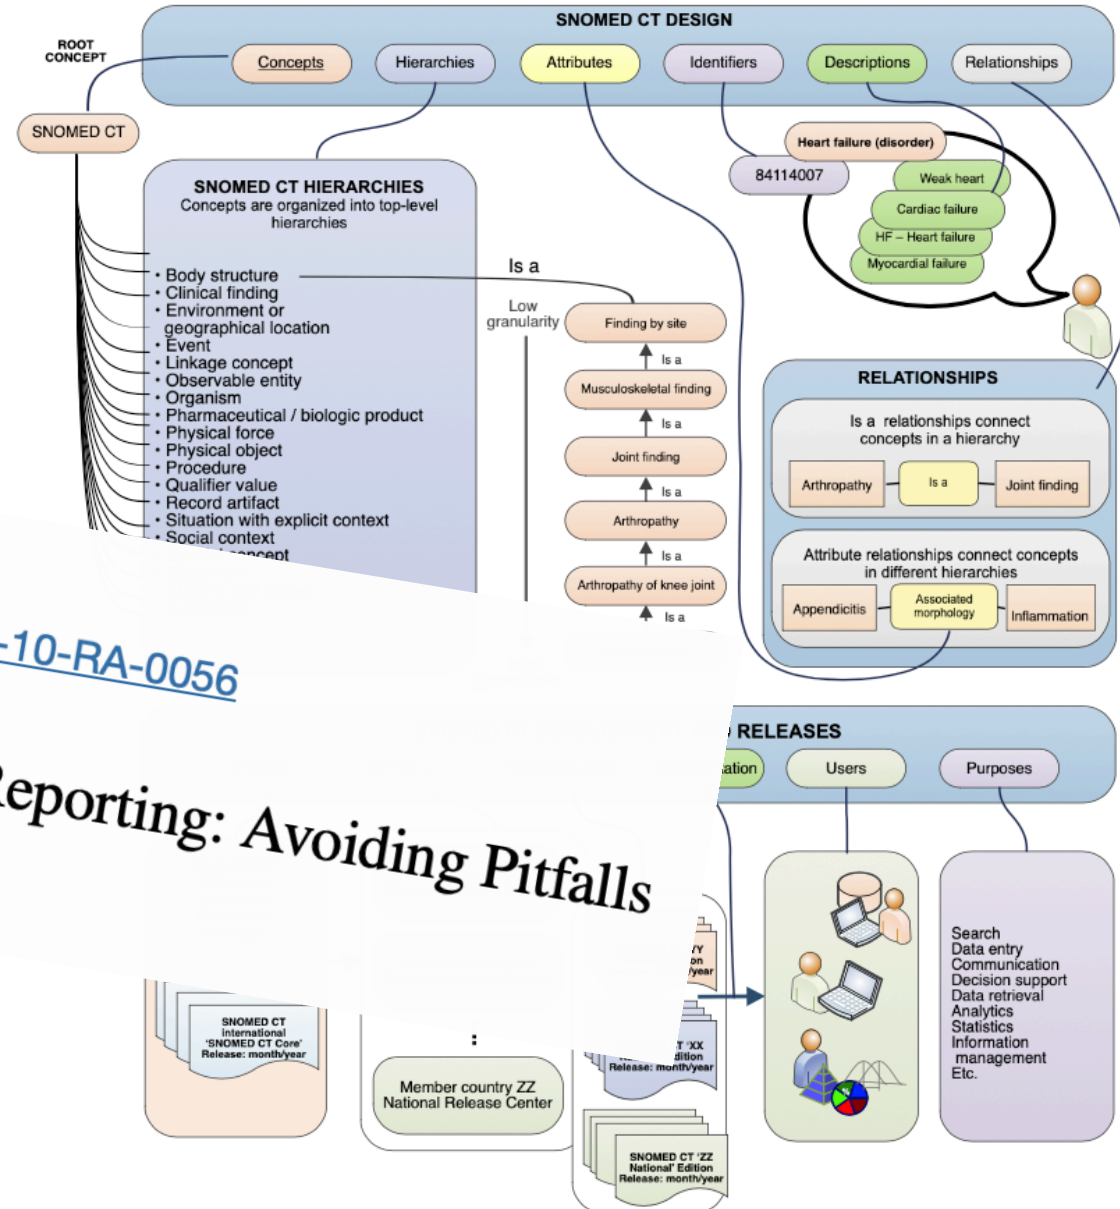 SNOMED CT DESIGN
ROOT
CONCEPT
Concepts
Hierarchies
Attributes
Identifiers
Descriptions
Relationships
SNOMED CT
Heart failure (disorder)
84114007
Weak heart
Cardiac failure
HF – Heart failure
Myocardial failure
SNOMED CT HIERARCHIES
Concepts are organized into top-level
hierarchies
• Body structure
• Clinical finding
• Environment or
geographical location
• Event
• Linkage concept
• Observable entity
• Organism
• Pharmaceutical / biologic product
• Physical force
• Physical object
• Procedure
• Qualifier value
• Record artifact
• Situation with explicit context
• Social context
concept
Is a
Low
granularity
Finding by site
Is a
Musculoskeletal finding
Is a
Joint finding
Is a
Arthropathy
Is a
Arthropathy of knee joint
Is a
RELATIONSHIPS
Is a relationships connect
concepts in a hierarchy
Arthropathy
Is a
Joint finding
Attribute relationships connect concepts
in different hierarchies
Appendicitis
Associated
morphology
Inflammation
-10-RA-0056
Reporting: Avoiding Pitfalls
RELEASES
ation
Users
Purposes
Search
Data entry
Communication
Decision support
Data retrieval
Analytics
Statistics
Information
management
Etc.
SNOMED CT
international
'SNOMED CT Core'
Release: month/year
:
Member country ZZ
National Release Center
YY
on
/year
T 'XX
Edition
Release: month/year
SNOMED CT 'ZZ
National' Edition
Release: month/year